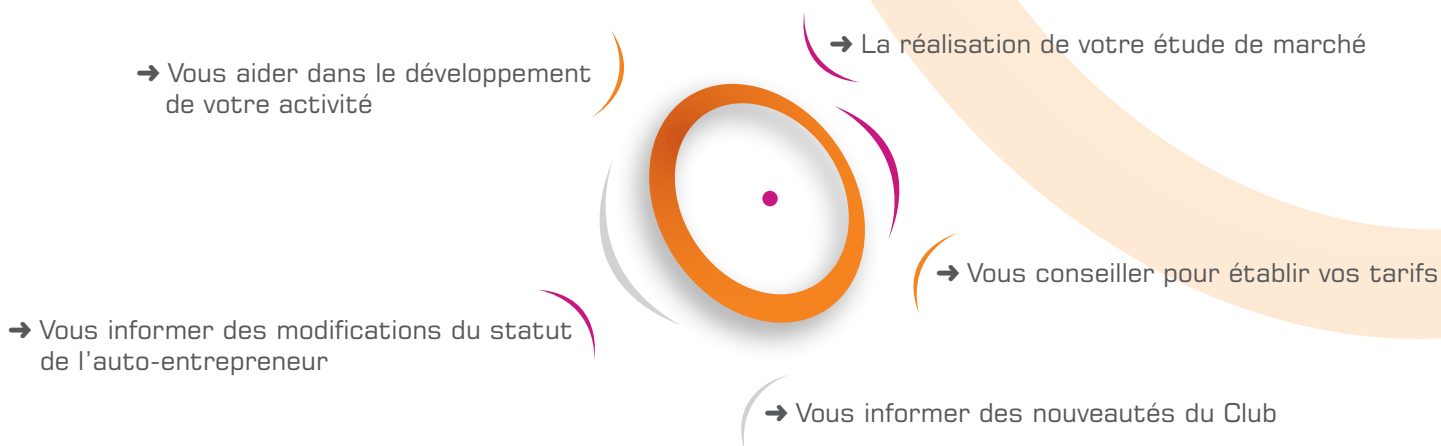 ➜ La réalisation de votre étude de marché
➜ Vous aider dans le développement
de votre activité
➜ Vous conseiller pour établir vos tarifs
➜ Vous informer des modifications du statut
de l'auto-entrepreneur
➜ Vous informer des nouveautés du Club